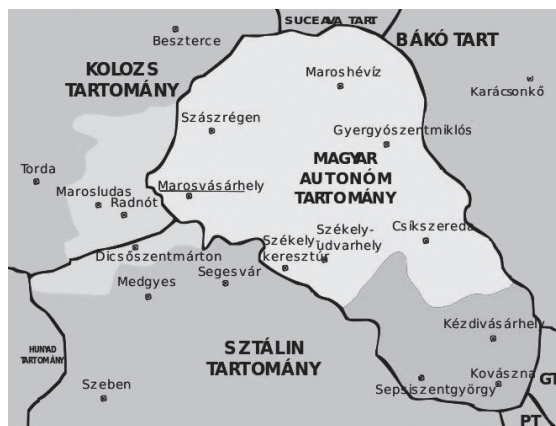 SUCEAVA TART
BÁKÓ TART
Beszterce
KOLOZS
TARTOMÁNY
Maroshévíz
Karácsonkő
Szászrégen
Gyergyószentmiklós
Torda
MAGYAR
AUTONÓM
TARTOMÁNY
Marosludas
Radnót
Marosvásárhely
Székely-
keresztúr
Székely-
udvarhely
Csíkszereda
Dicsőszentmárton
Medgyes
Segesvár
HUNYAD
TARTOMÁNY
SZTÁLIN
TARTOMÁNY
Kézdivásárhely
Szeben
Sepsiszentgyörgy
Kovászna
GT
PT